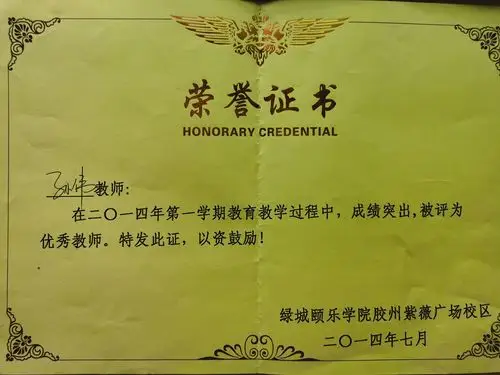 荣誉证书
HONORARY CREDENTIAL
孙伟教师:
在二〇一四年第一学期教育教学过程中,成绩突出,被评为
优秀教师。特发此证,以资鼓励!
绿城颐乐学院胶州紫薇广场校区
二〇一四年七月